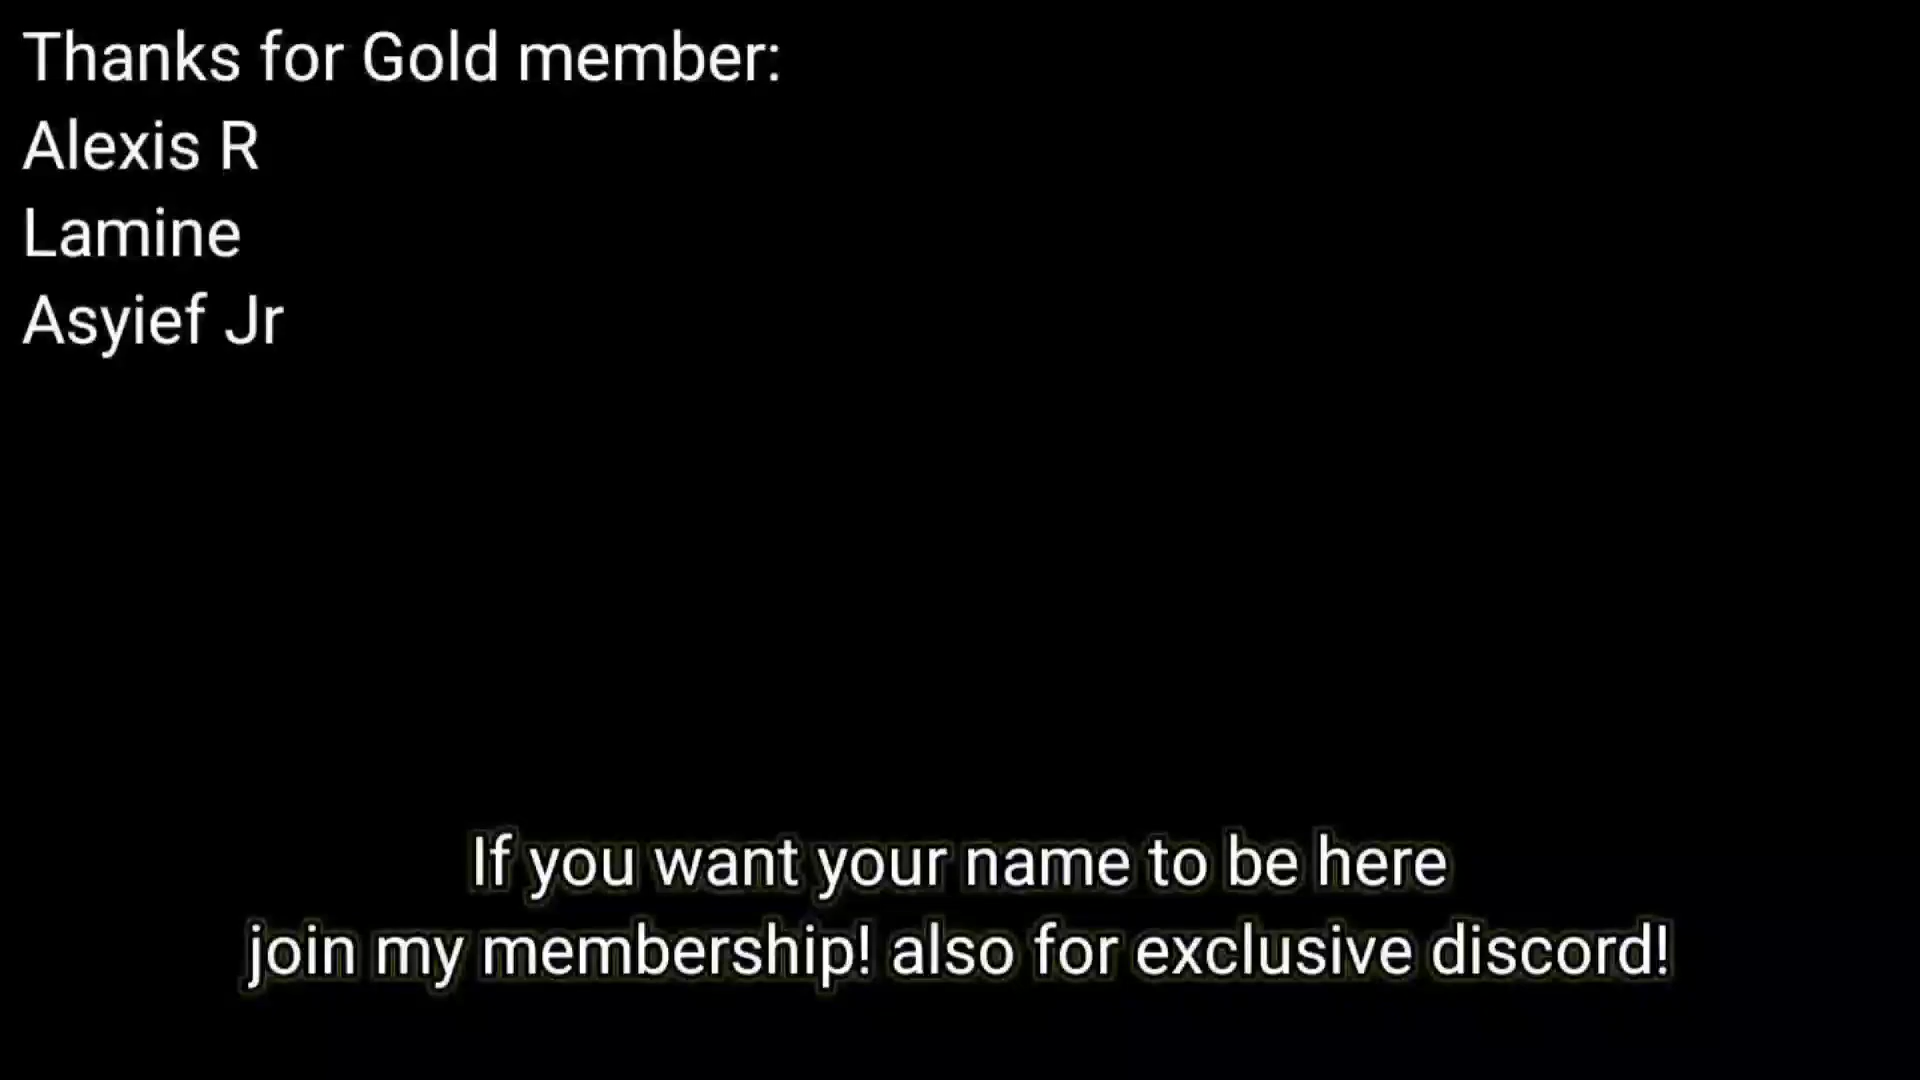 Thanks for Gold member:
Alexis R
Lamine
Asyief Jr
If you want your name to be here
join my membership! also for exclusive discord!